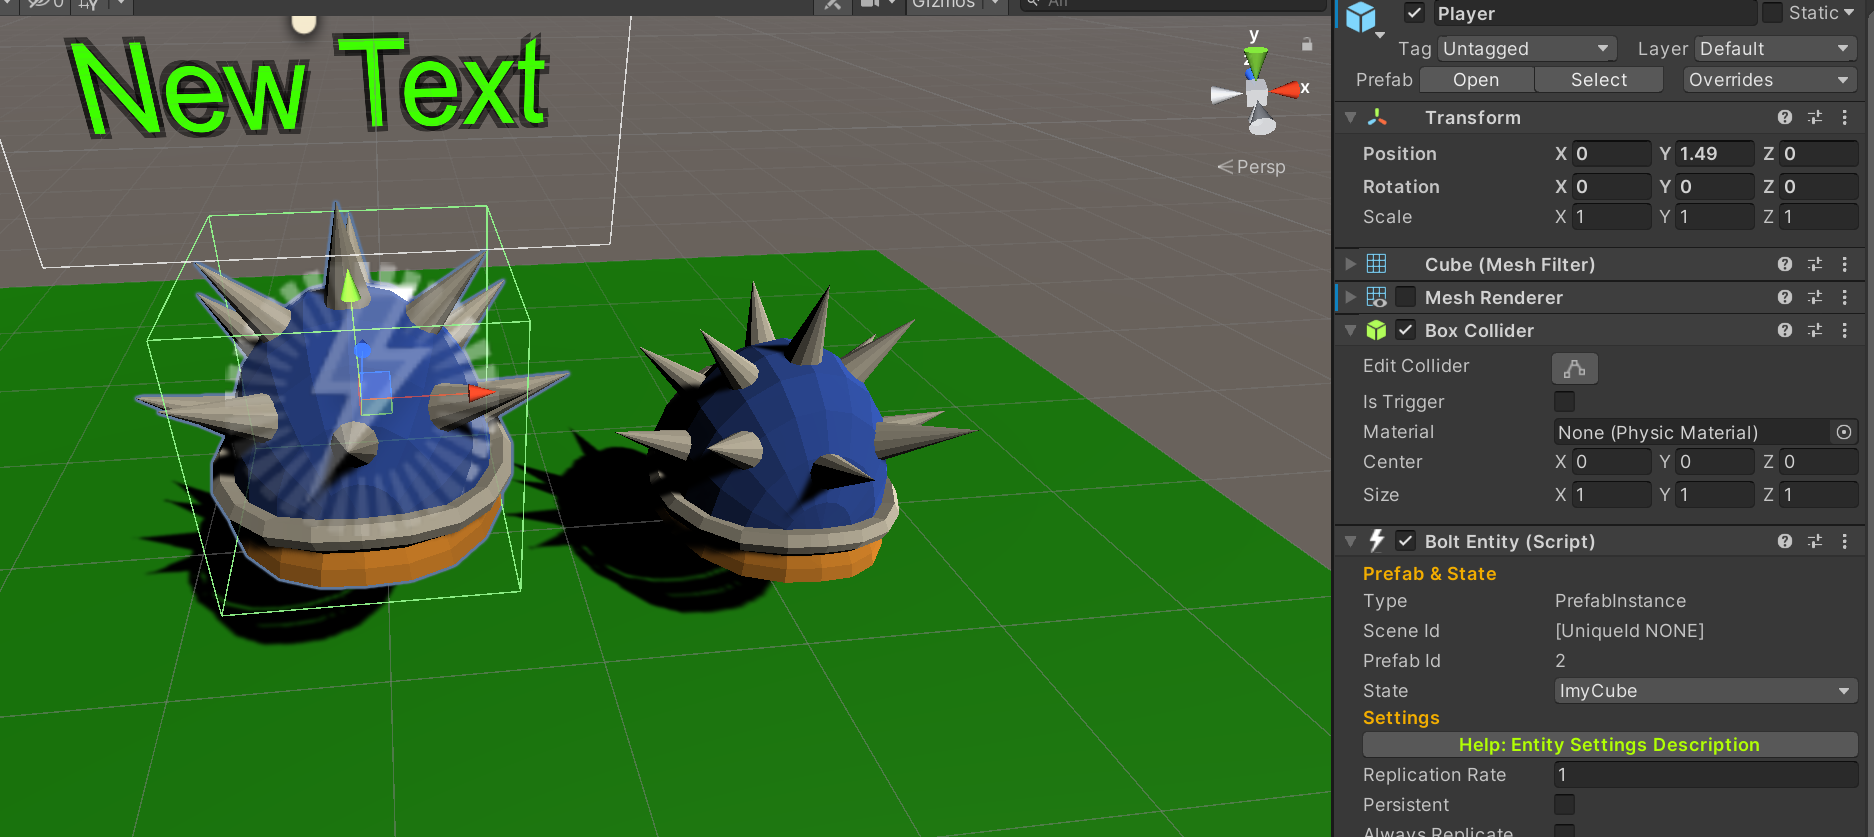 0
Gizmos
All
New Text
y
z
x
Persp
Player
Static
Tag Untagged Layer Default
Prefab Open Select Overrides
Transform
Position X 0 Y 1.49 Z 0
Rotation X 0 Y 0 Z 0
Scale X 1 Y 1 Z 1
Cube (Mesh Filter)
Mesh Renderer
Box Collider
Edit Collider
Is Trigger
Material None (Physic Material)
Center X 0 Y 0 Z 0
Size X 1 Y 1 Z 1
Bolt Entity (Script)
Prefab & State
Type PrefabInstance
Scene Id [UniqueId NONE]
Prefab Id 2
State ImyCube
Settings
Help: Entity Settings Description
Replication Rate 1
Persistent
Always Replicate